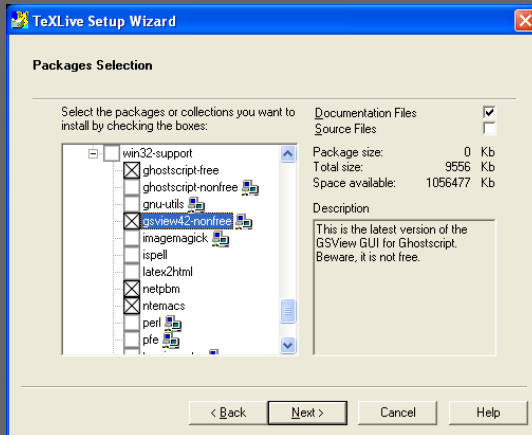 TeXLive Setup Wizard
Packages Selection
Select the packages or collections you want to
install by checking the boxes:
win32-support
ghostscript-free
ghostscript-nonfree
gnu-utils
gsview42-nonfree
imagemagick
ispell
latex2html
netpbm
ntemacs
perl
pfe
Documentation Files
Source Files
Package size: 0 Kb
Total size: 9556 Kb
Space available: 1056477 Kb
Description
This is the latest version of the
GSView GUI for Ghostscript.
Beware, it is not free.
< Back
Next >
Cancel
Help